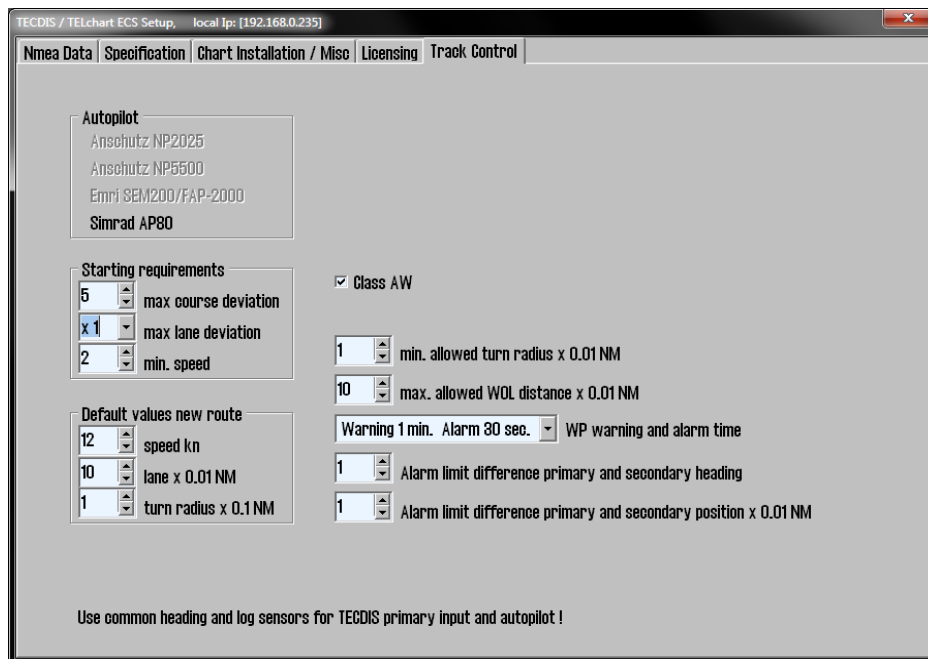 TECDIS / TELchart ECS Setup, local Ip: [192.168.0.235]
Nmea Data Specification Chart Installation / Misc Licensing Track Control
Autopilot
Anschutz NP2025
Anschutz NP5500
Emri SEM200/FAP-2000
Simrad AP80
Starting requirements
5 max course deviation
x 1 max lane deviation
2 min. speed
Default values new route
12 speed kn
10 lane x 0.01 NM
1 turn radius x 0.1 NM
Class AW
1 min. allowed turn radius x 0.01 NM
10 max. allowed WOL distance x 0.01 NM
Warning 1 min. Alarm 30 sec. WP warning and alarm time
1 Alarm limit difference primary and secondary heading
1 Alarm limit difference primary and secondary position x 0.01 NM
Use common heading and log sensors for TECDIS primary input and autopilot !